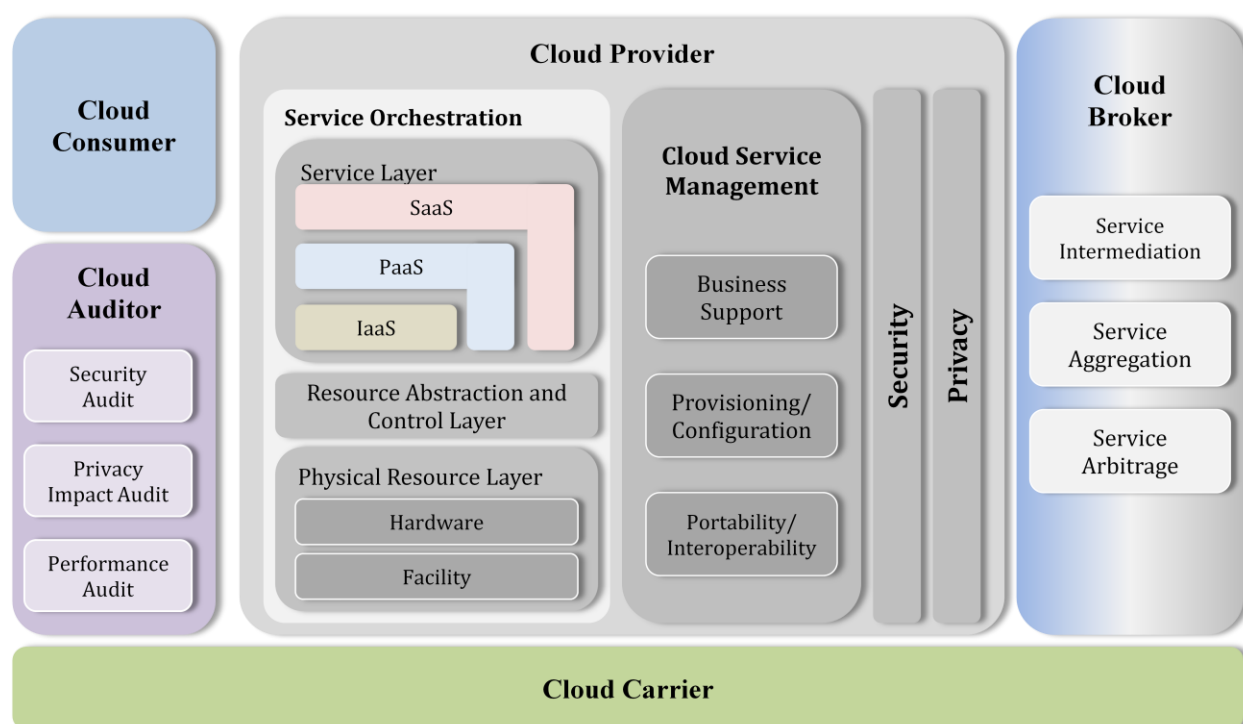 Cloud
Consumer
Cloud
Auditor
Security
Audit
Privacy
Impact Audit
Performance
Audit
Cloud Provider
Service Orchestration
Service Layer
SaaS
PaaS
IaaS
Resource Abstraction and
Control Layer
Physical Resource Layer
Hardware
Facility
Cloud Service
Management
Business
Support
Provisioning/
Configuration
Portability/
Interoperability
Security
Privacy
Cloud
Broker
Service
Intermediation
Service
Aggregation
Service
Arbitrage
Cloud Carrier